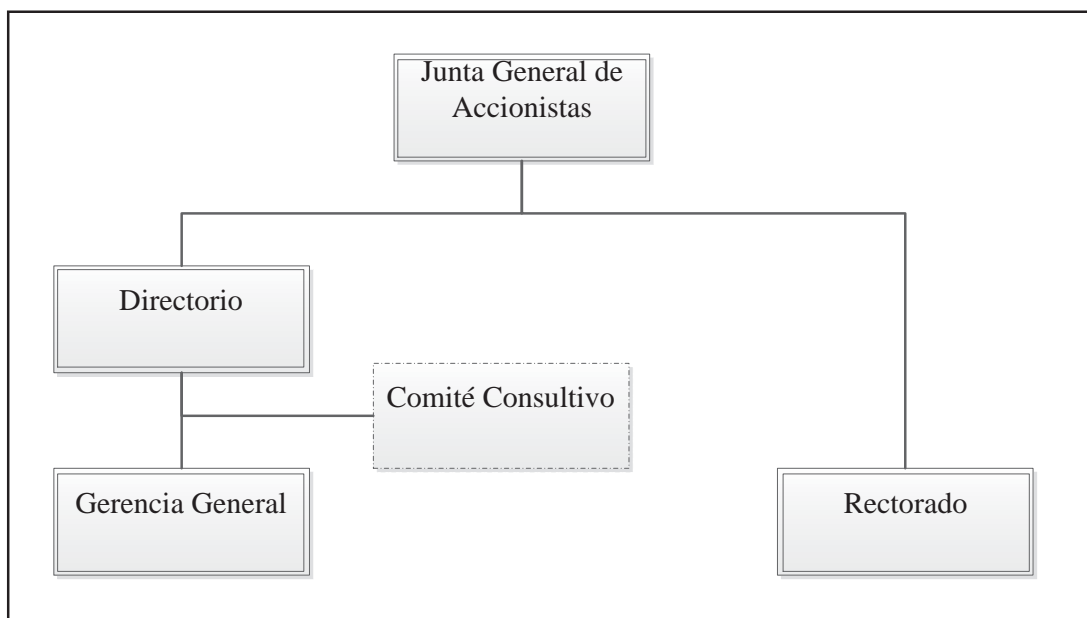 Junta General de
Accionistas
Directorio
Comité Consultivo
Gerencia General
Rectorado